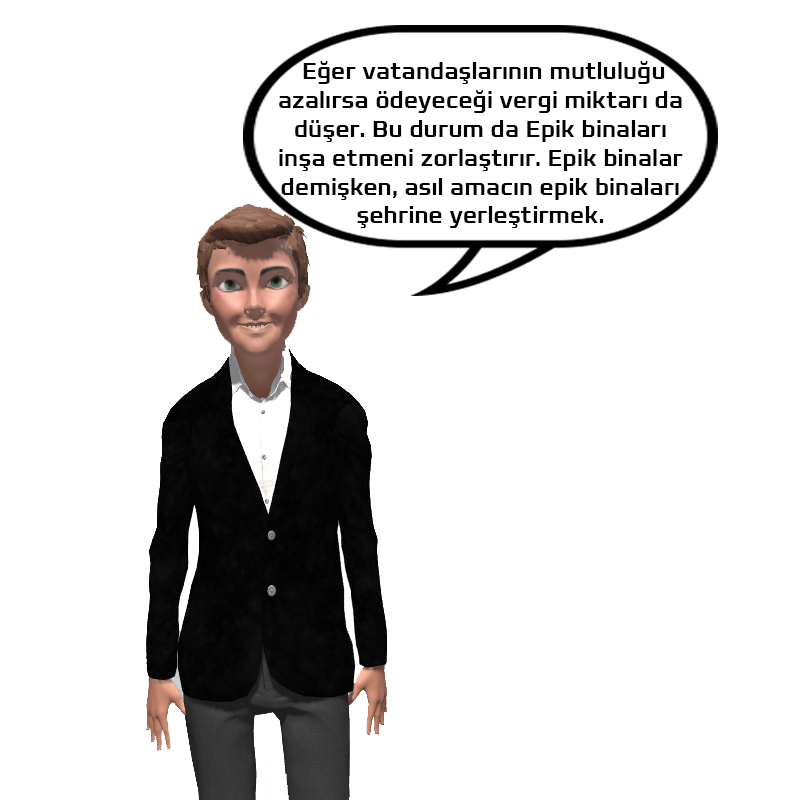 Eğer vatandaşlarının mutluluğu
azalırsa ödeyeceği vergi miktarı da
düşer. Bu durum da Epik binaları
inşa etmeni zorlaştırır. Epik binalar
demişken, asıl amacın epik binaları
şehrine yerleştirmek.